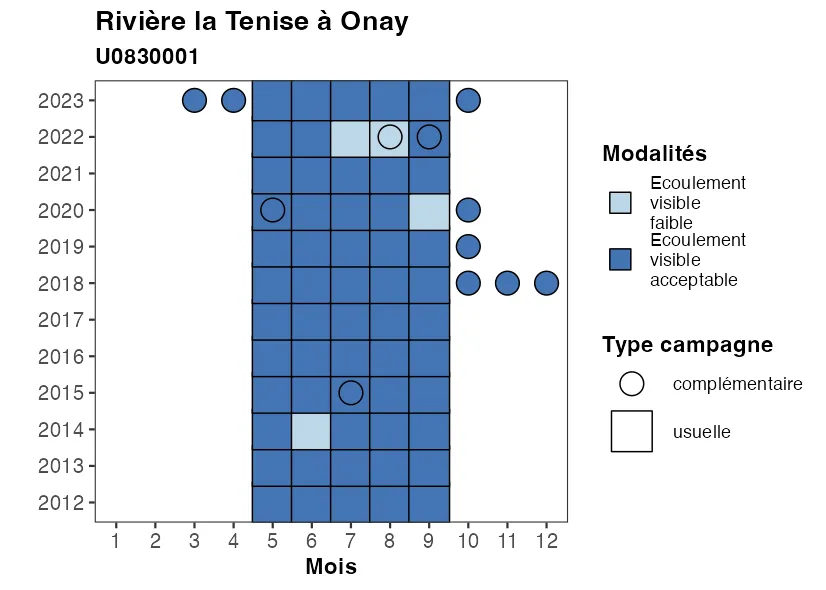 Rivière la Tenise à Onay
U0830001
2023
2022
2021
2020
2019
2018
2017
2016
2015
2014
2013
2012
1 2 3 4 5 6 7 8 9 10 11 12
Mois
Modalités
Ecoulement
visible
faible
Ecoulement
visible
acceptable
Type campagne
complémentaire
usuelle